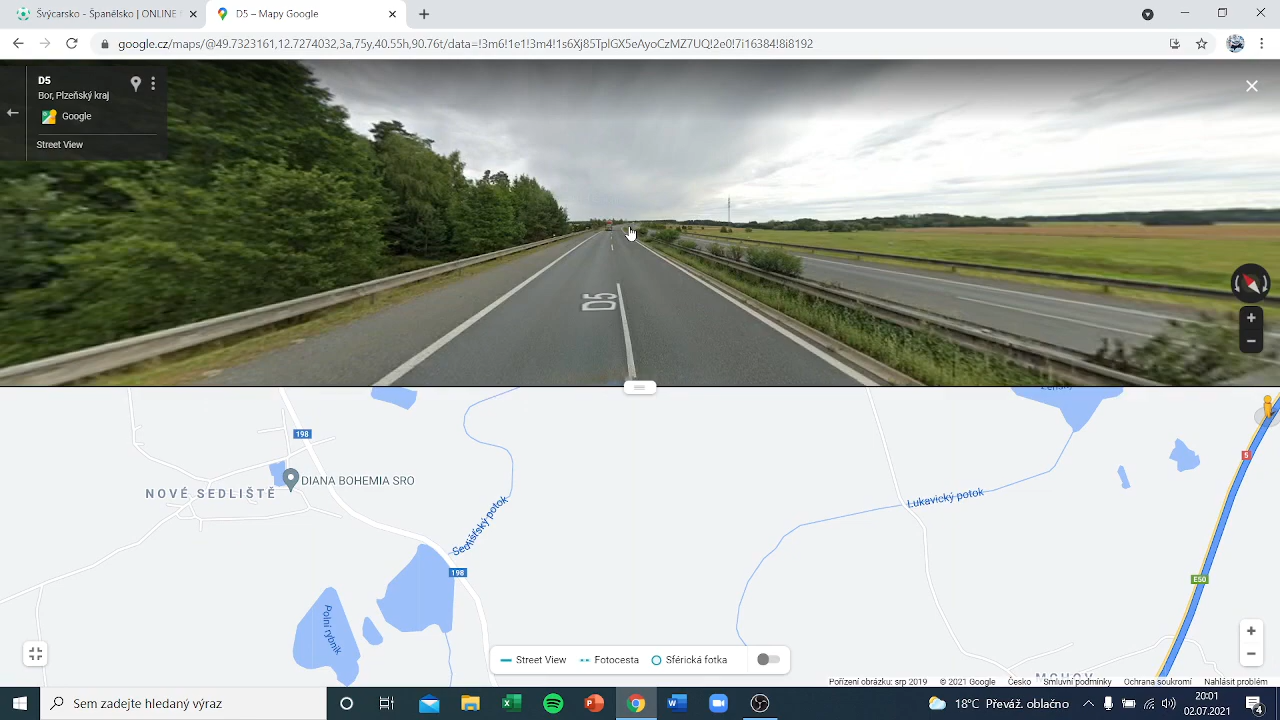 Švýcarsko - Španělsko | ONLINE
D5 – Mapy Google
google.cz/maps/@49.7323161,12.7274032,3a,75y,40.55h,90.76t/data=!3m6!1e1!3m4!1s6Xj85TplGX5eAyoCzMZ7UQ!2e0!7i16384!8i8192
D5
Bor, Plzeňský kraj
Google
Street View
D5
198
DIANA BOHEMIA SRO
NOVÉ SEDLIŠTĚ
Sedlišťský potok
198
Polní rybník
Lukavický potok
5
E50
Street View Fotocesta Sférická fotka
Pořízení obrázku: srp 2019 © 2021 Google Česko Smluvní podmínky Ochrana soukromí Nahlásit problém
Sem zadejte hledaný výraz
18°C Převáž. oblačno
20:01
02.07.2021